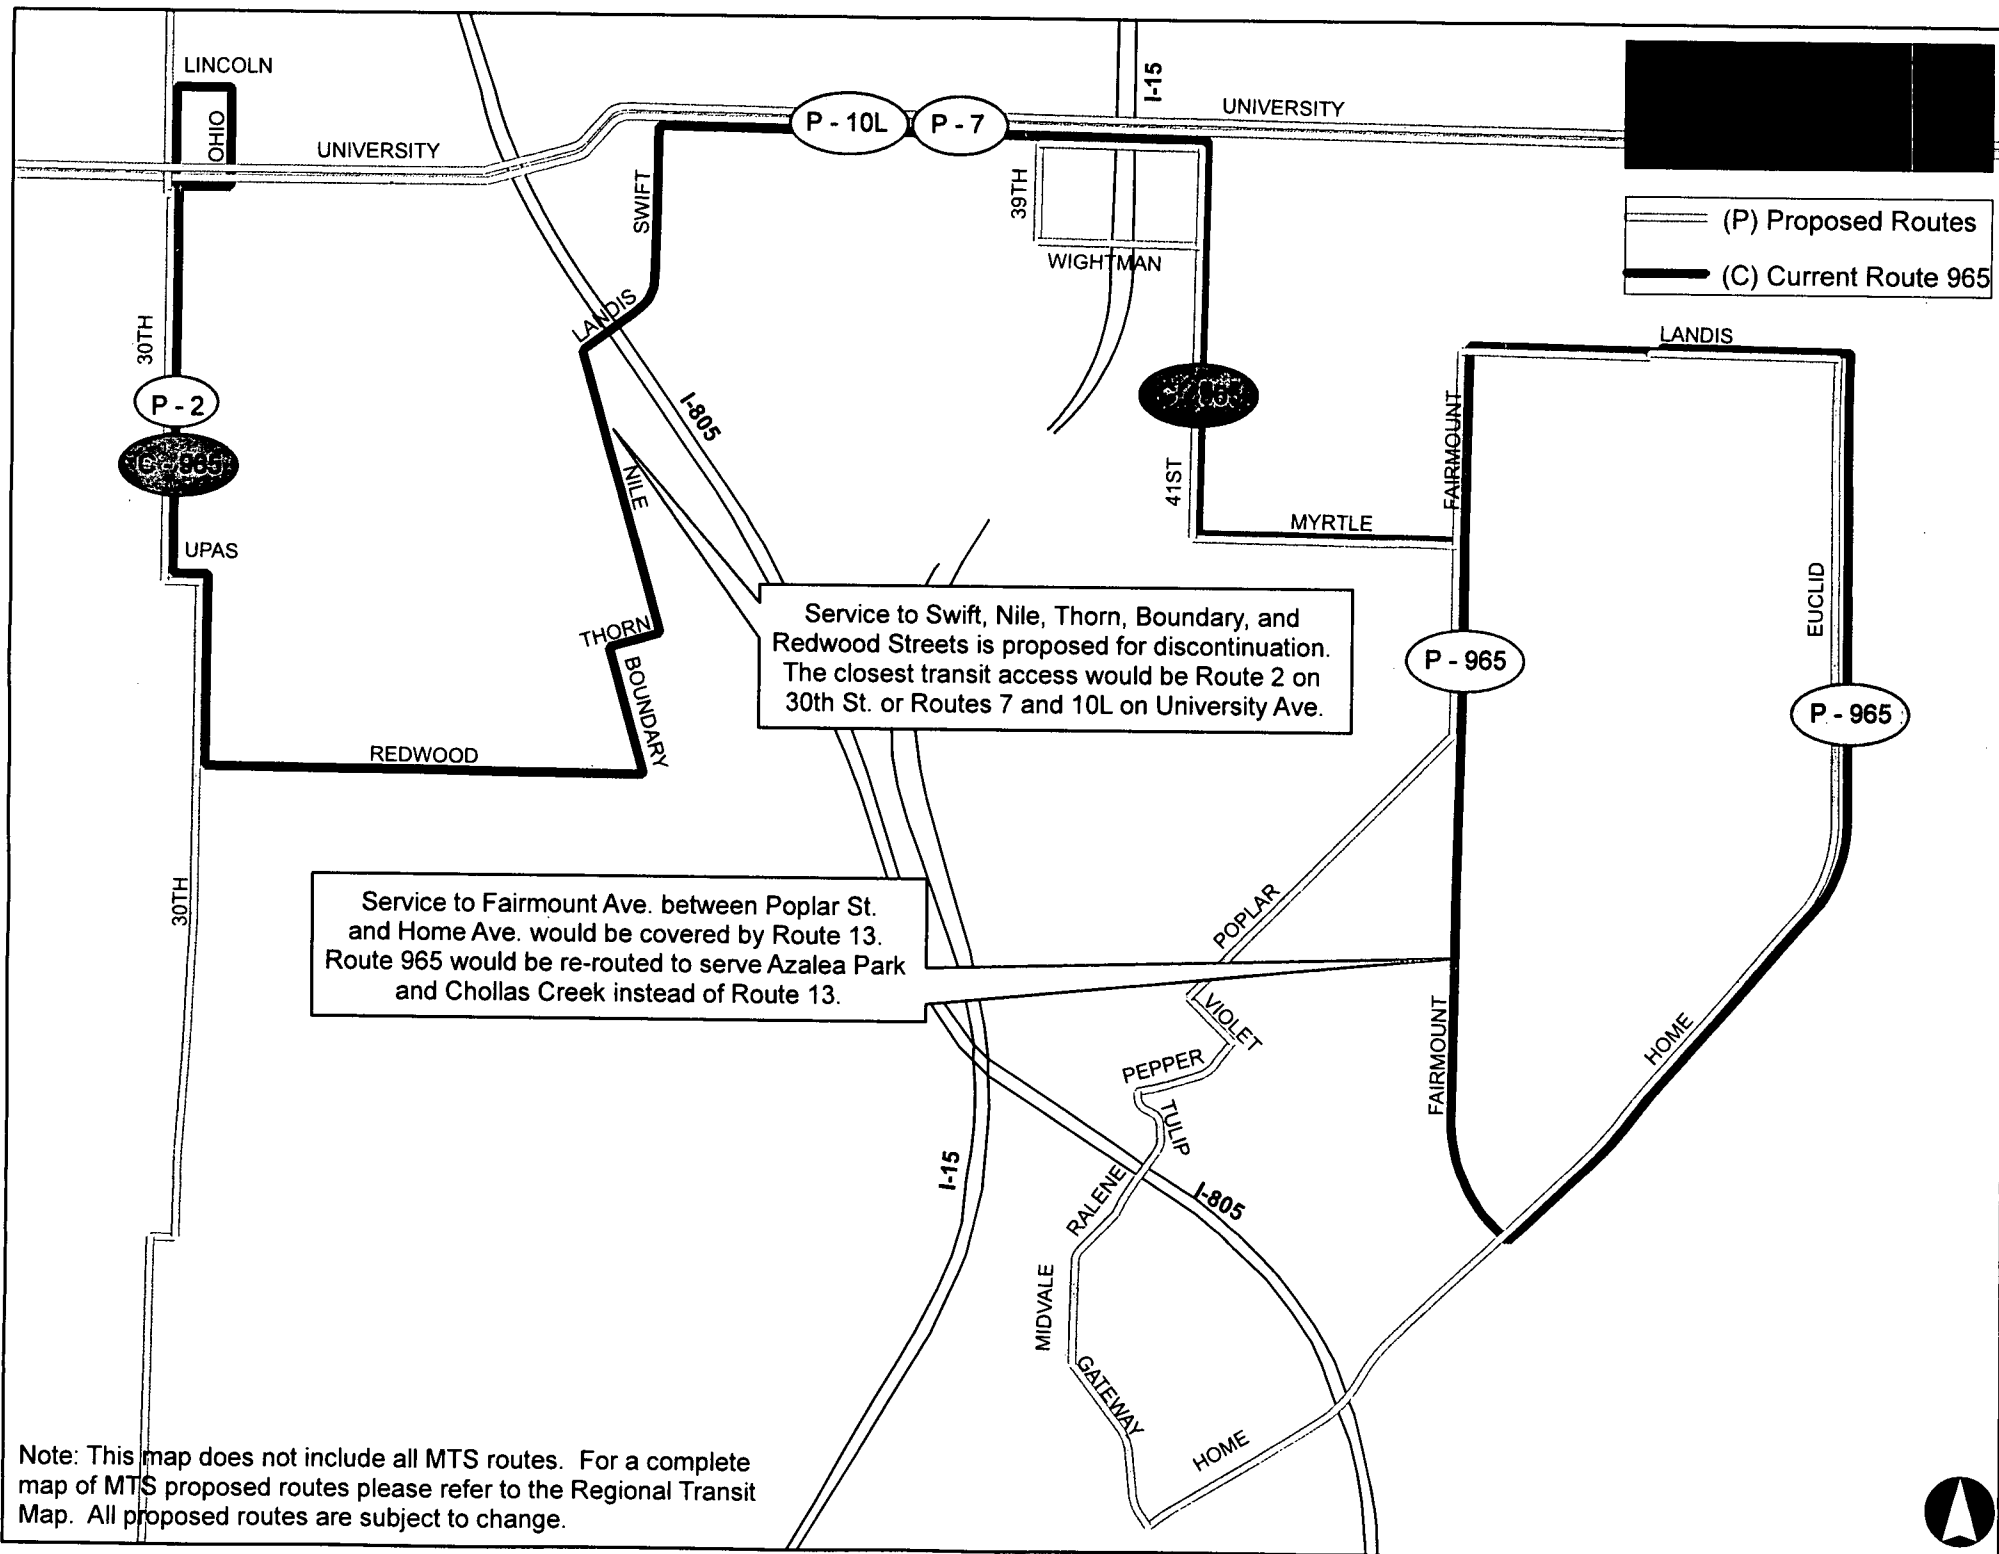 LINCOLN
OHIO
UNIVERSITY
P - 10L
P - 7
I-15
UNIVERSITY
(P) Proposed Routes
(C) Current Route 965
SWIFT
39TH
WIGHTMAN
LANDIS
LANDIS
30TH
P - 2
C - 965
I-805
NILE
FAIRMOUNT
41ST
MYRTLE
UPAS
EUCLID
THORN
BOUNDARY
REDWOOD
Service to Swift, Nile, Thorn, Boundary, and
Redwood Streets is proposed for discontinuation.
The closest transit access would be Route 2 on
30th St. or Routes 7 and 10L on University Ave.
P - 965
P - 965
30TH
Service to Fairmount Ave. between Poplar St.
and Home Ave. would be covered by Route 13.
Route 965 would be re-routed to serve Azalea Park
and Chollas Creek instead of Route 13.
POPLAR
VIOLET
PEPPER
TULIP
FAIRMOUNT
HOME
I-15
RALENE
I-805
MIDVALE
GATEWAY
HOME
Note: This map does not include all MTS routes. For a complete
map of MTS proposed routes please refer to the Regional Transit
Map. All proposed routes are subject to change.